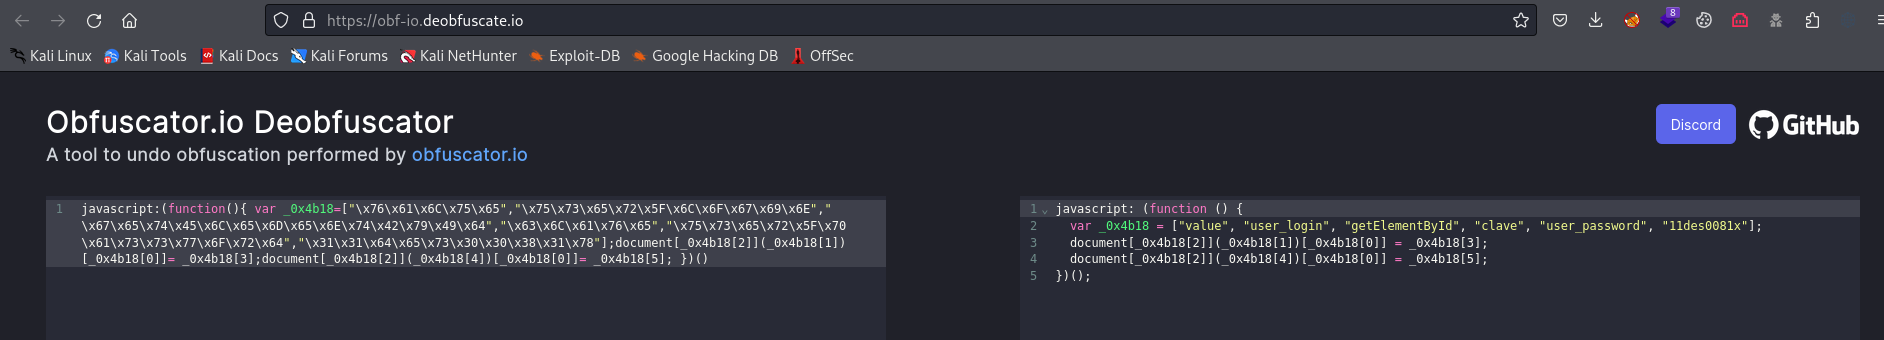 https://obf-io.deobfuscate.io
8
Kali Linux Kali Tools Kali Docs Kali Forums Kali NetHunter Exploit-DB Google Hacking DB OffSec
Obfuscator.io Deobfuscator
Discord GitHub
A tool to undo obfuscation performed by obfuscator.io
1 javascript:(function(){ var _0x4b18=["\x76\x61\x6C\x75\x65","\x75\x73\x65\x72\x5F\x6C\x6F\x67\x69\x6E","
\x67\x65\x74\x45\x6C\x65\x6D\x65\x6E\x74\x42\x79\x49\x64","\x63\x6C\x61\x76\x65","\x75\x73\x65\x72\x5F\x70
\x61\x73\x73\x77\x6F\x72\x64","\x31\x31\x64\x65\x73\x30\x30\x38\x31\x78"];document[_0x4b18[2]](_0x4b18[1])
[_0x4b18[0]]= _0x4b18[3];document[_0x4b18[2]](_0x4b18[4])[_0x4b18[0]]= _0x4b18[5]; })()
1 javascript: (function () {
2 var _0x4b18 = ["value", "user_login", "getElementById", "clave", "user_password", "11des0081x"];
3 document[_0x4b18[2]](_0x4b18[1])[_0x4b18[0]] = _0x4b18[3];
4 document[_0x4b18[2]](_0x4b18[4])[_0x4b18[0]] = _0x4b18[5];
5 })();